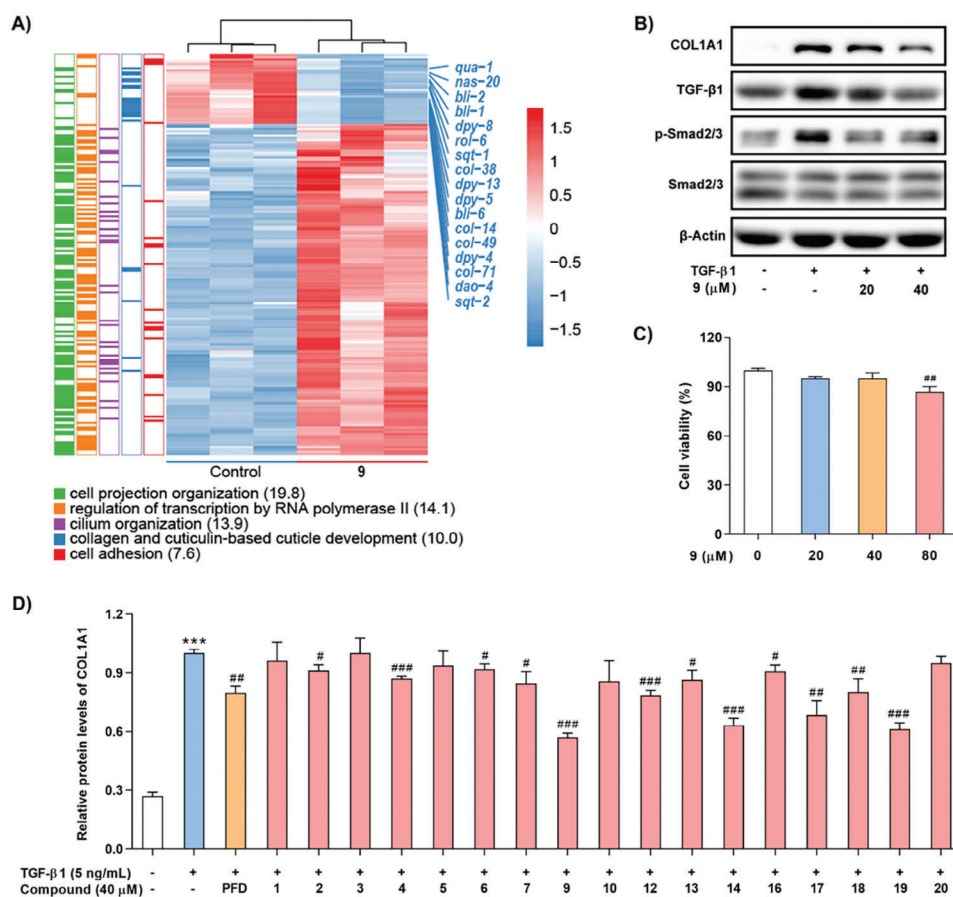 A)
qua-1
nas-20
bli-2
bli-1
dpy-8
rol-6
sqt-1
col-38
dpy-13
dpy-5
bli-6
col-14
col-49
dpy-4
col-71
dao-4
sqt-2
1.5
1
0.5
0
−0.5
−1
−1.5
Control 9
cell projection organization (19.8)
regulation of transcription by RNA polymerase II (14.1)
cilium organization (13.9)
collagen and cuticulin-based cuticle development (10.0)
cell adhesion (7.6)
B)
COL1A1
TGF-β1
p-Smad2/3
Smad2/3
β-Actin
TGF-β1 - + + +
9 (μM) - - 20 40
C)
Cell viability (%)
120
90
60
30
0
##
9 (μM) 0 20 40 80
D)
Relative protein levels of COL1A1
1.2
0.9
0.6
0.3
0.0
*** ## # ### # # ### ### # ### # ## ## ###
TGF-β1 (5 ng/mL) - + + + + + + + + + + + + + + + + + + +
Compound (40 μM) - - PFD 1 2 3 4 5 6 7 9 10 12 13 14 16 17 18 19 20